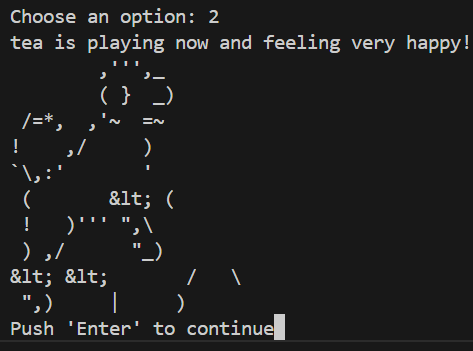 Choose an option: 2
tea is playing now and feeling very happy!
        ,''',_
        ( }  _)
 /=*,  ,'~  =~
!    ,/     )
`\,:'       '
 (       &lt; (
 !   )''' ",\
 ) ,/      "_)
&lt; &lt;       /   \
 ",)     |     )
Push 'Enter' to continue